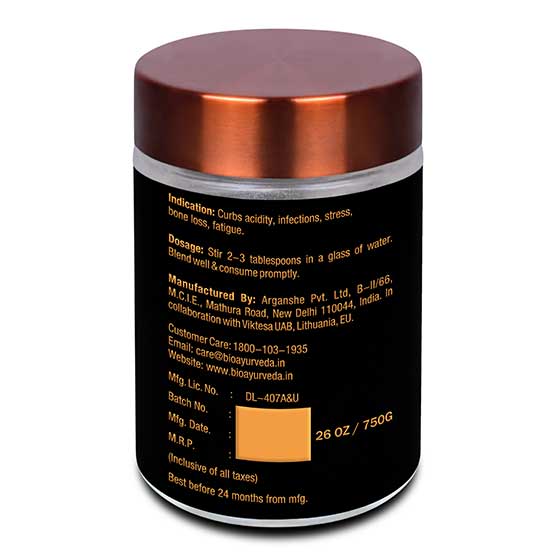 Indication: Curbs acidity, infections, stress,
bone loss, fatigue.
Dosage: Stir 2-3 tablespoons in a glass of water.
Blend well & consume promptly.
Manufactured By: Arganshe Pvt. Ltd, B-II/66,
M.C.I.E., Mathura Road, New Delhi 110044, India. In
collaboration with Viktesa UAB, Lithuania, EU.
Customer Care: 1800-103-1935
Email: care@bioayurveda.in
Website: www.bioayurveda.in
Mfg. Lic. No. : DL-407A&U
Batch No. :
Mfg. Date. :
M.R.P. :
26 OZ / 750G
(Inclusive of all taxes)
Best before 24 months from mfg.